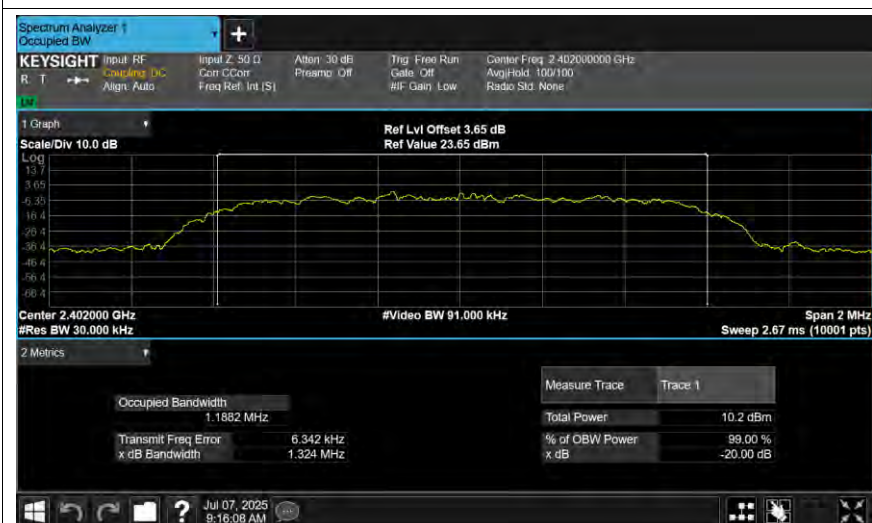 Spectrum Analyzer 1
Occupied BW
+
KEYSIGHT Input: RF Input Z: 50 Ω Atten: 30 dB Trig: Free Run Center Freq: 2.402000000 GHz
R T Coupling: DC Corr CCorr Preamp: Off Gate: Off Avg|Hold: 100/100
Align: Auto Freq Ref: Int (S) #IF Gain: Low Radio Std: None
1 Graph
Ref Lvl Offset 3.65 dB
Scale/Div 10.0 dB Ref Value 23.65 dBm
Log
13.7
3.65
-6.35
-16.4
-26.4
-36.4
-46.4
-56.4
-66.4
Center 2.402000 GHz #Video BW 91.000 kHz Span 2 MHz
#Res BW 30.000 kHz Sweep 2.67 ms (10001 pts)
2 Metrics
Measure Trace Trace 1
Occupied Bandwidth
1.1882 MHz Total Power 10.2 dBm
Transmit Freq Error 6.342 kHz % of OBW Power 99.00 %
x dB Bandwidth 1.324 MHz x dB -20.00 dB
? Jul 07, 2025
9:16:08 AM